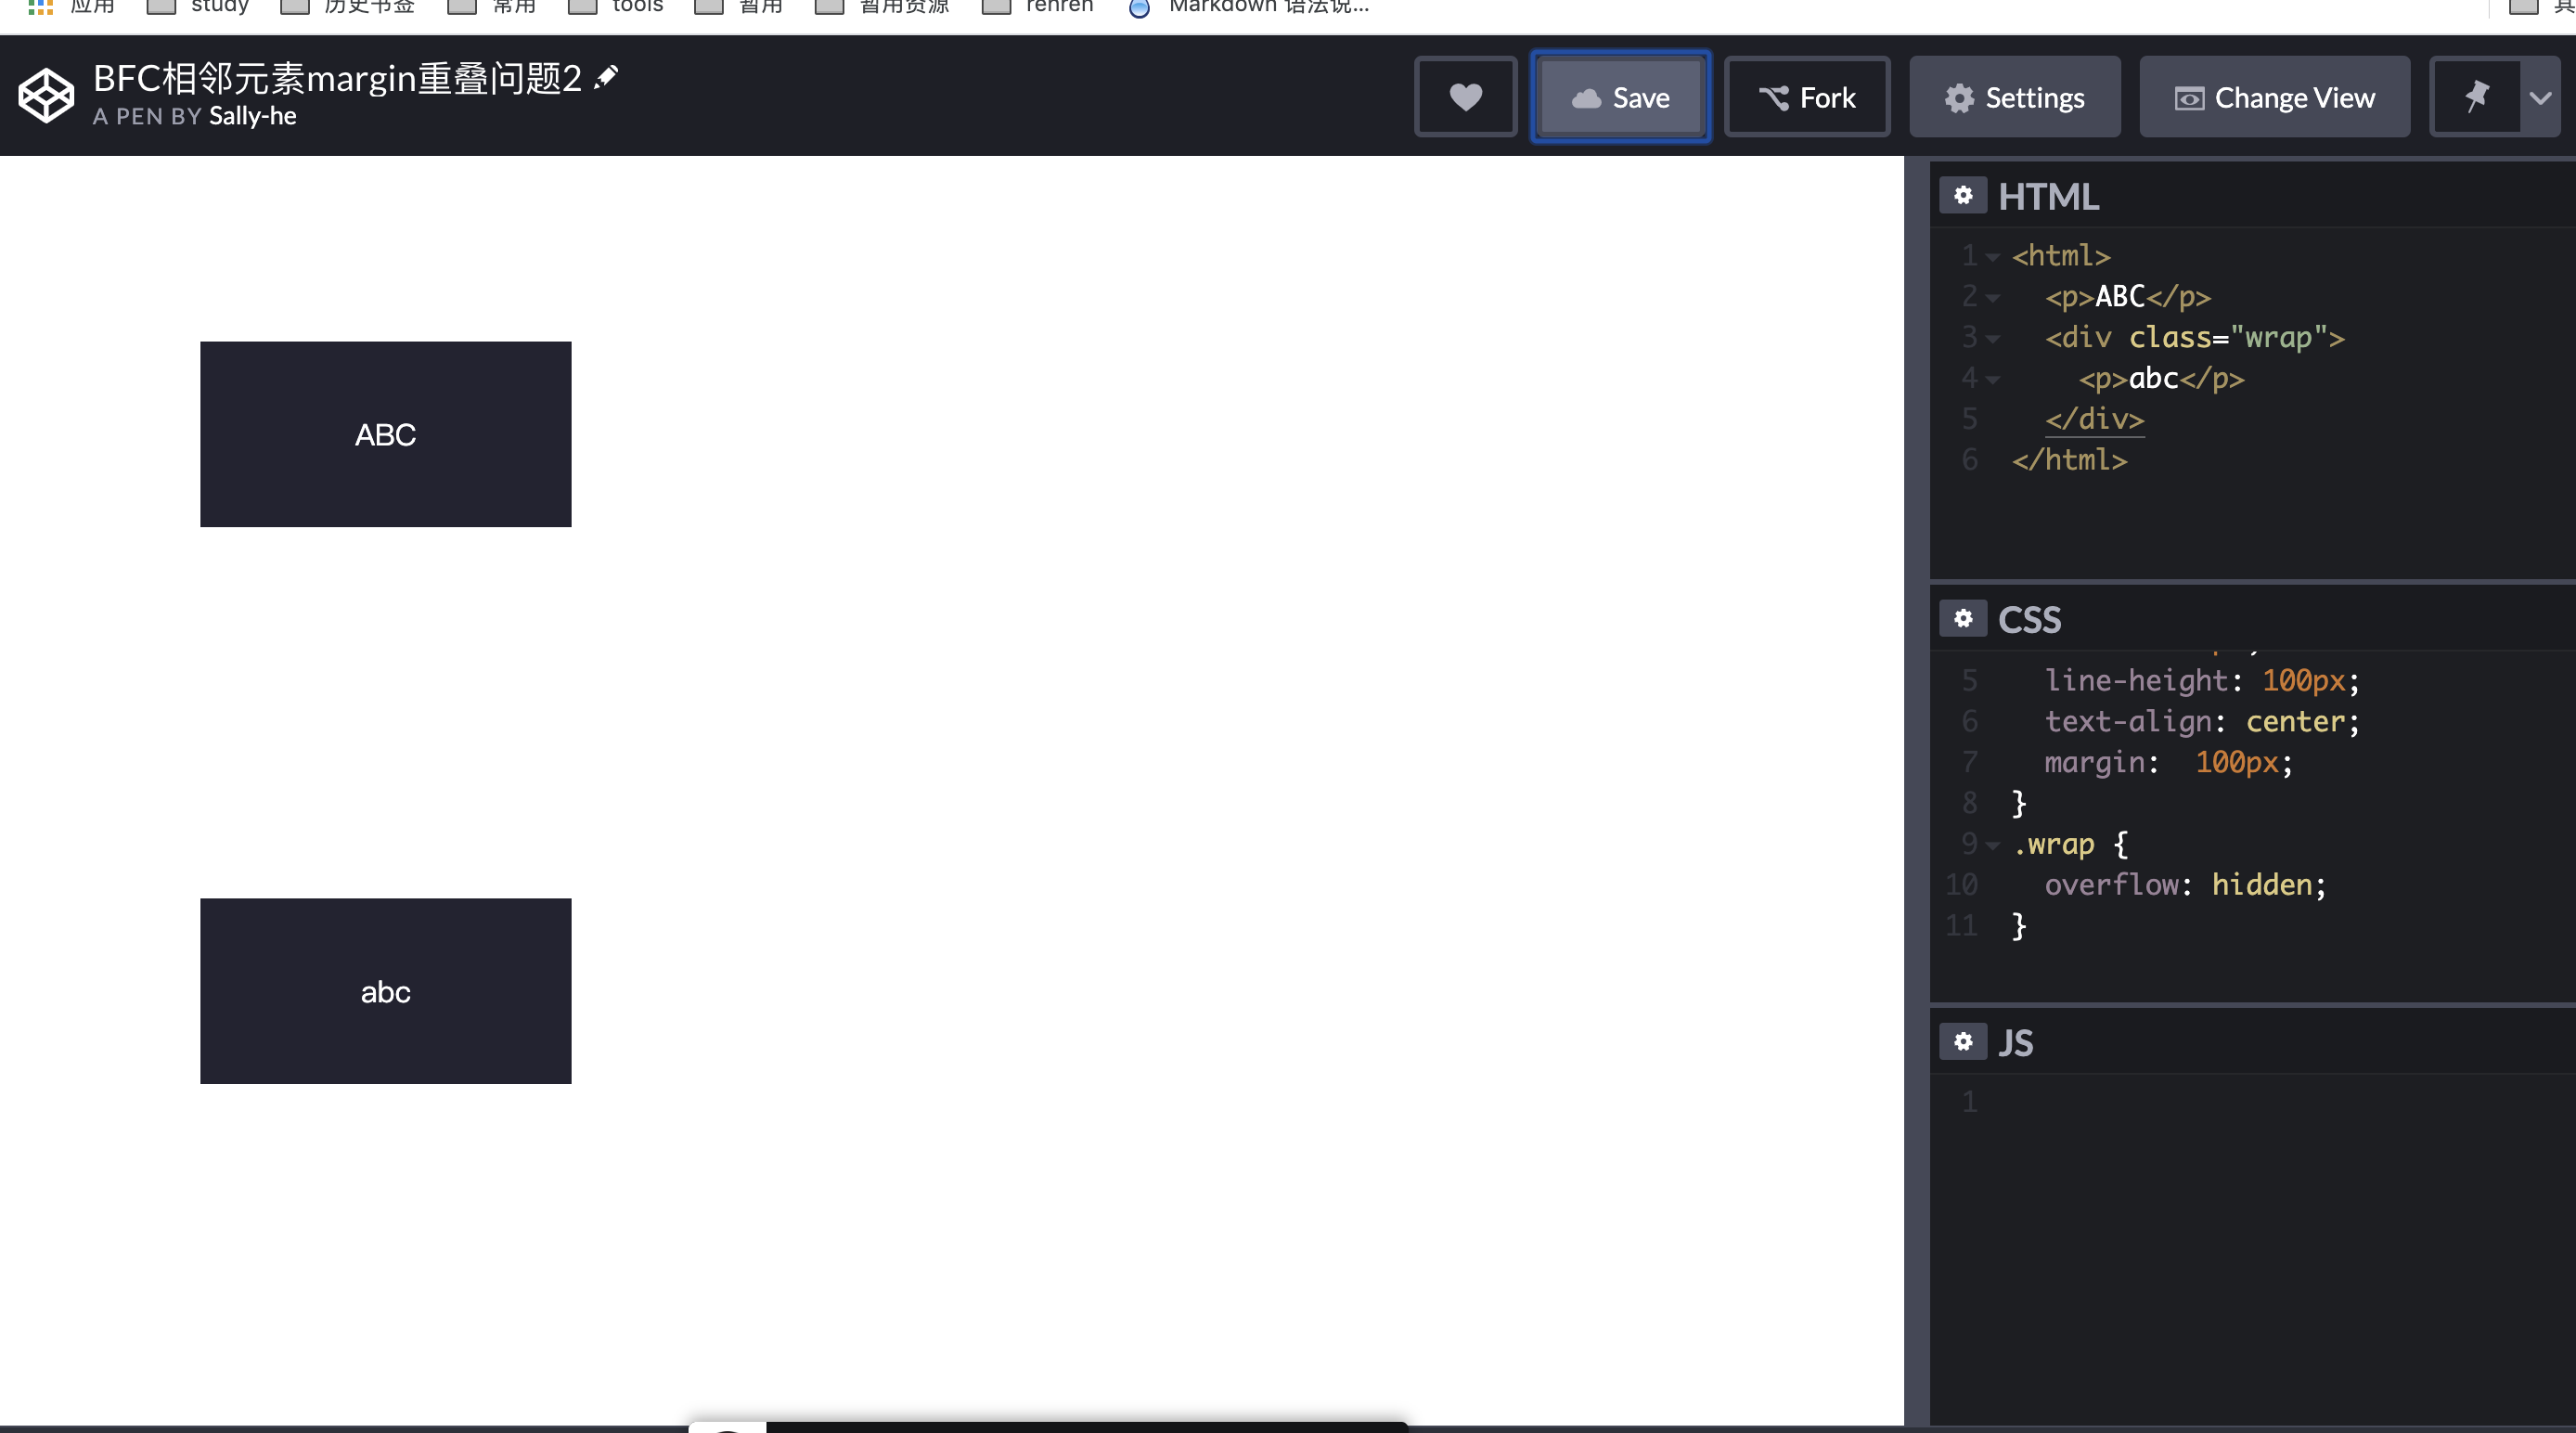 应用 study 历史书签 常用 tools 暂用 暂用资源 renren Markdown 语法说... 其
BFC相邻元素margin重叠问题2
A PEN BY Sally-he
Save Fork Settings Change View
ABC
abc
HTML
1 <html>
2 <p>ABC</p>
3 <div class="wrap">
4 <p>abc</p>
5 </div>
6 </html>
CSS
5 line-height: 100px;
6 text-align: center;
7 margin:  100px;
8 }
9 .wrap {
10 overflow: hidden;
11 }
JS
1